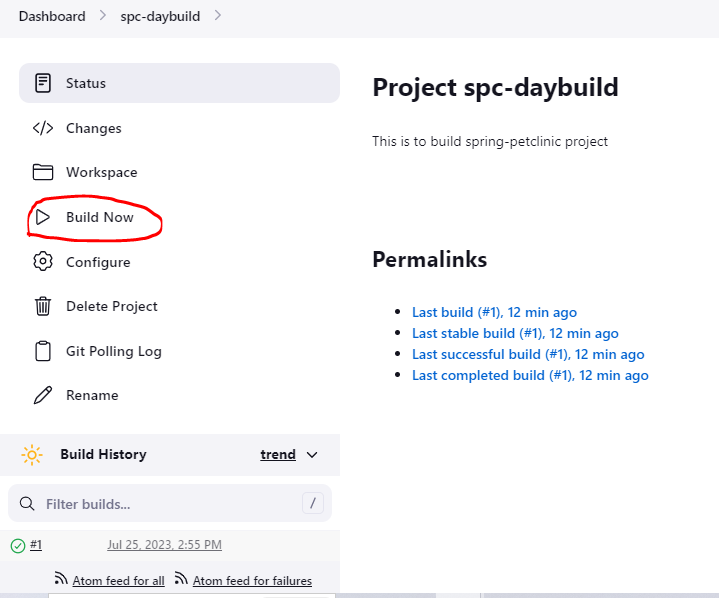 Dashboard > spc-daybuild >
Status
Changes
Workspace
Build Now
Configure
Delete Project
Git Polling Log
Rename
Build History trend
Filter builds... /
#1 Jul 25, 2023, 2:55 PM
Atom feed for all Atom feed for failures
Project spc-daybuild
This is to build spring-petclinic project
Permalinks
• Last build (#1), 12 min ago
• Last stable build (#1), 12 min ago
• Last successful build (#1), 12 min ago
• Last completed build (#1), 12 min ago